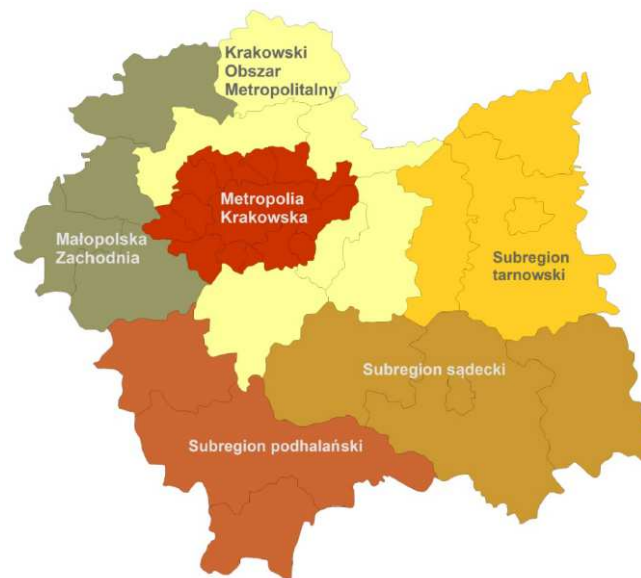 Krakowski
Obszar
Metropolitalny
Metropolia
Krakowska
Małopolska
Zachodnia
Subregion
tarnowski
Subregion sądecki
Subregion podhalański